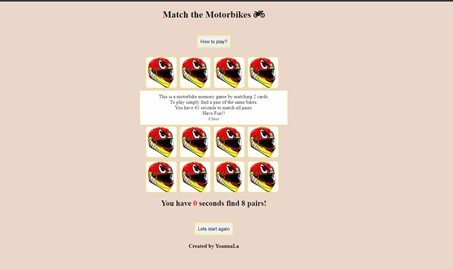 Match the Motorbikes 🏍
How to play?
This is a motorbike memory game by matching 2 cards.
To play simply find a pair of the same bikes.
You have 45 seconds to match all pairs.
Have Fun!!
Close
You have 0 seconds find 8 pairs!
Lets start again
Created by YoannaLa